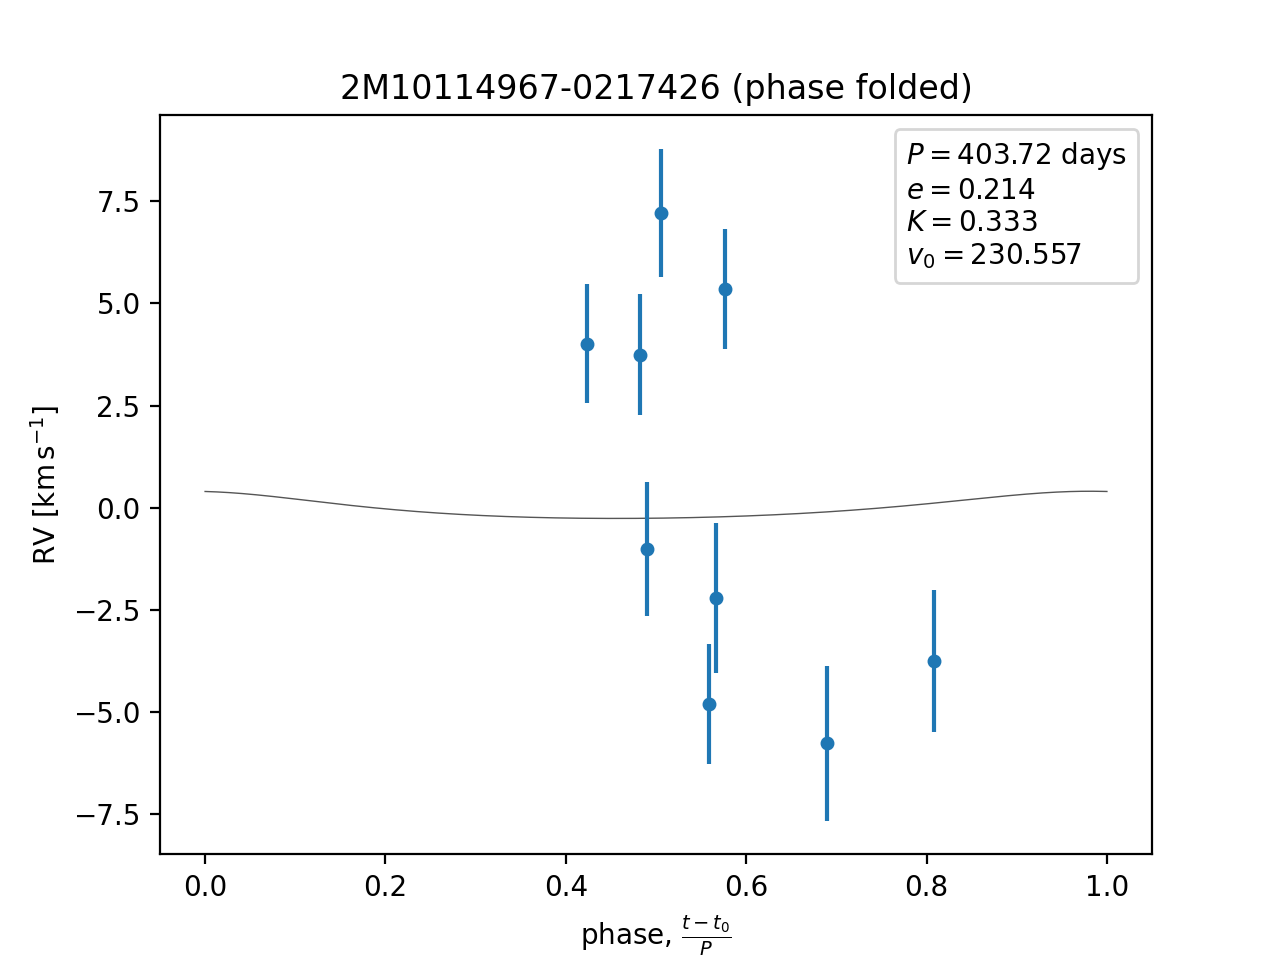 2M10114967-0217426 (phase folded)
P = 403.72 days
e = 0.214
K = 0.333
v₀ = 230.557
7.5
5.0
2.5
0.0
−2.5
−5.0
−7.5
RV [km s⁻¹]
0.0 0.2 0.4 0.6 0.8 1.0
phase, (t − t₀)/P